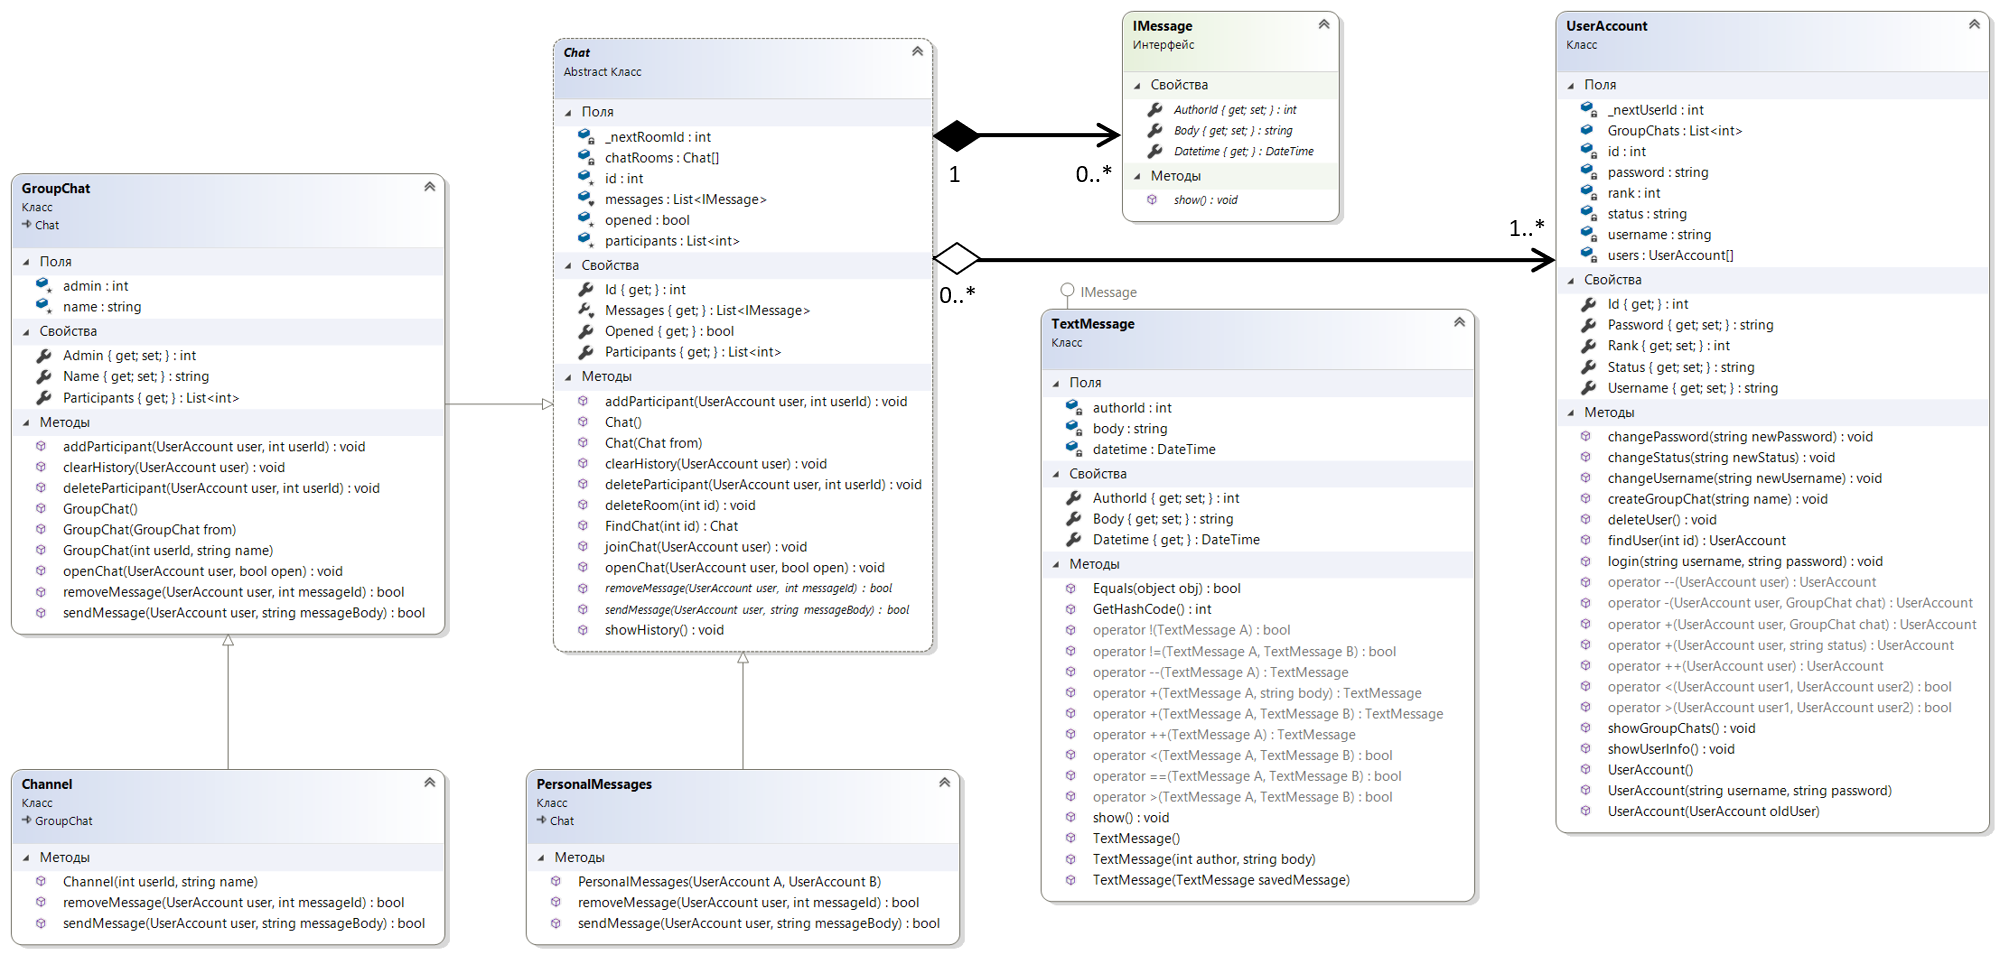 GroupChat
Класс
Chat
Поля
admin : int
name : string
Свойства
Admin { get; set; } : int
Name { get; set; } : string
Participants { get; } : List<int>
Методы
addParticipant(UserAccount user, int userId) : void
clearHistory(UserAccount user) : void
deleteParticipant(UserAccount user, int userId) : void
GroupChat()
GroupChat(GroupChat from)
GroupChat(int userId, string name)
openChat(UserAccount user, bool open) : void
removeMessage(UserAccount user, int messageId) : bool
sendMessage(UserAccount user, string messageBody) : bool
Channel
Класс
GroupChat
Методы
Channel(int userId, string name)
removeMessage(UserAccount user, int messageId) : bool
sendMessage(UserAccount user, string messageBody) : bool
Chat
Abstract Класс
Поля
_nextRoomId : int
chatRooms : Chat[]
id : int
messages : List<IMessage>
opened : bool
participants : List<int>
Свойства
Id { get; } : int
Messages { get; } : List<IMessage>
Opened { get; } : bool
Participants { get; } : List<int>
Методы
addParticipant(UserAccount user, int userId) : void
Chat()
Chat(Chat from)
clearHistory(UserAccount user) : void
deleteParticipant(UserAccount user, int userId) : void
deleteRoom(int id) : void
FindChat(int id) : Chat
joinChat(UserAccount user) : void
openChat(UserAccount user, bool open) : void
removeMessage(UserAccount user, int messageId) : bool
sendMessage(UserAccount user, string messageBody) : bool
showHistory() : void
PersonalMessages
Класс
Chat
Методы
PersonalMessages(UserAccount A, UserAccount B)
removeMessage(UserAccount user, int messageId) : bool
sendMessage(UserAccount user, string messageBody) : bool
1
0..*
0..*
1..*
IMessage
Интерфейс
Свойства
AuthorId { get; set; } : int
Body { get; set; } : string
Datetime { get; } : DateTime
Методы
show() : void
IMessage
TextMessage
Класс
Поля
authorId : int
body : string
datetime : DateTime
Свойства
AuthorId { get; set; } : int
Body { get; set; } : string
Datetime { get; } : DateTime
Методы
Equals(object obj) : bool
GetHashCode() : int
operator !(TextMessage A) : bool
operator !=(TextMessage A, TextMessage B) : bool
operator --(TextMessage A) : TextMessage
operator +(TextMessage A, string body) : TextMessage
operator +(TextMessage A, TextMessage B) : TextMessage
operator ++(TextMessage A) : TextMessage
operator <(TextMessage A, TextMessage B) : bool
operator ==(TextMessage A, TextMessage B) : bool
operator >(TextMessage A, TextMessage B) : bool
show() : void
TextMessage()
TextMessage(int author, string body)
TextMessage(TextMessage savedMessage)
UserAccount
Класс
Поля
_nextUserId : int
GroupChats : List<int>
id : int
password : string
rank : int
status : string
username : string
users : UserAccount[]
Свойства
Id { get; } : int
Password { get; set; } : string
Rank { get; set; } : int
Status { get; set; } : string
Username { get; set; } : string
Методы
changePassword(string newPassword) : void
changeStatus(string newStatus) : void
changeUsername(string newUsername) : void
createGroupChat(string name) : void
deleteUser() : void
findUser(int id) : UserAccount
login(string username, string password) : void
operator --(UserAccount user) : UserAccount
operator -(UserAccount user, GroupChat chat) : UserAccount
operator +(UserAccount user, GroupChat chat) : UserAccount
operator +(UserAccount user, string status) : UserAccount
operator ++(UserAccount user) : UserAccount
operator <(UserAccount user1, UserAccount user2) : bool
operator >(UserAccount user1, UserAccount user2) : bool
showGroupChats() : void
showUserInfo() : void
UserAccount()
UserAccount(string username, string password)
UserAccount(UserAccount oldUser)